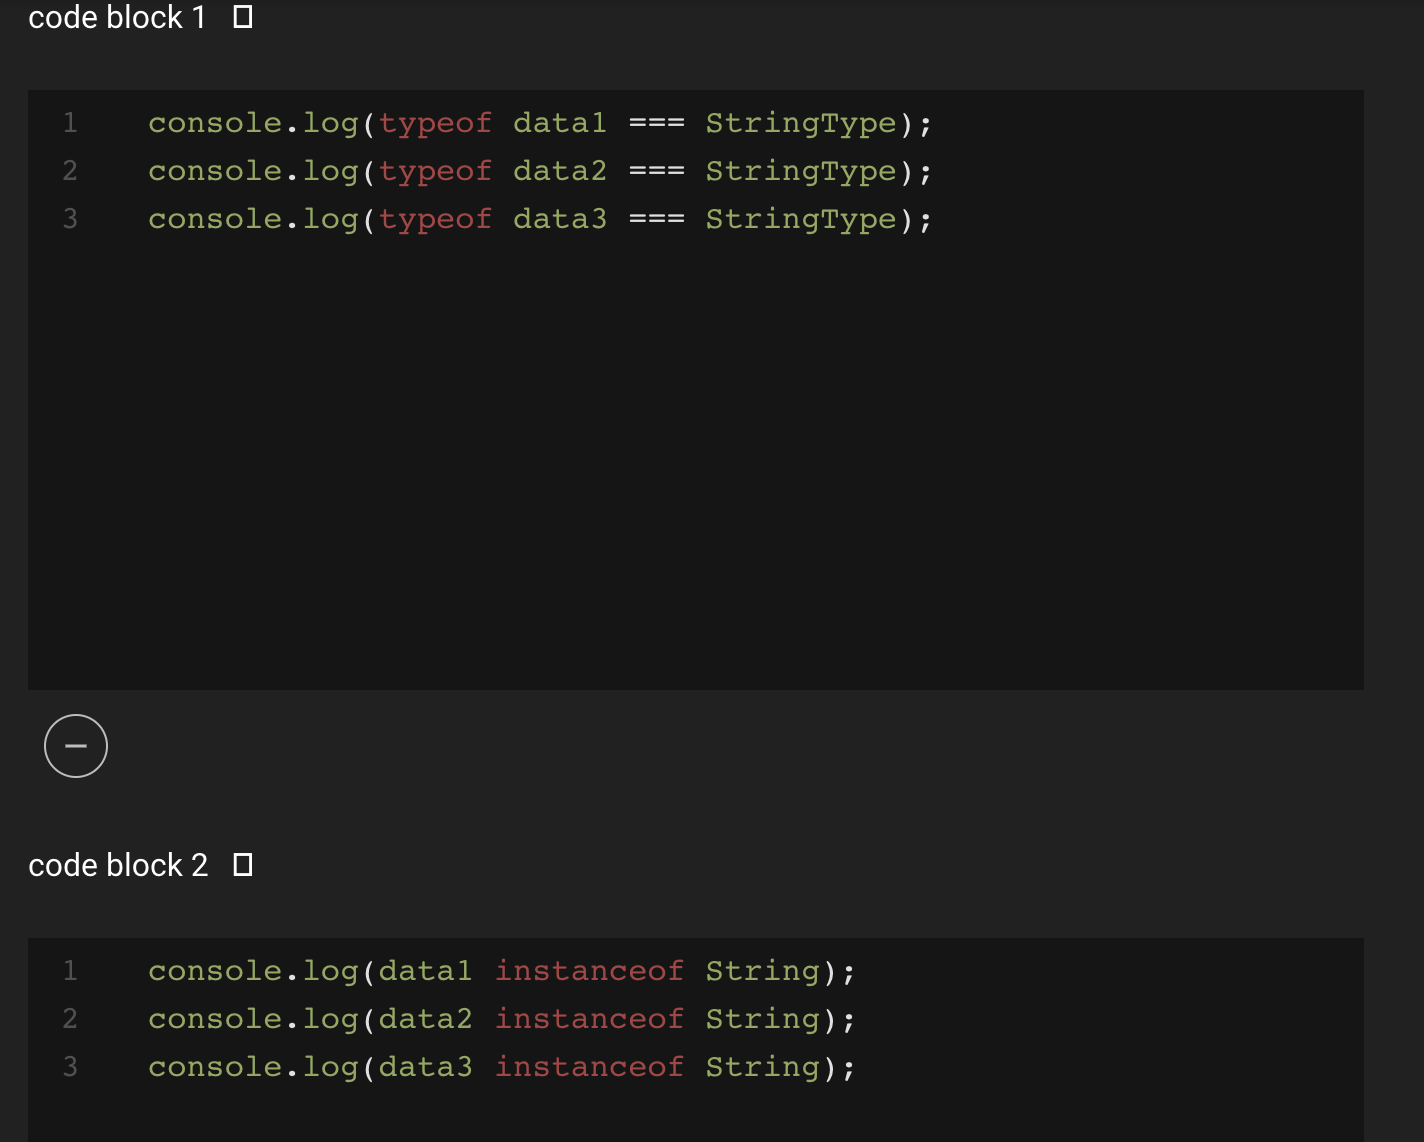 code block 1
1 console.log(typeof data1 === StringType);
2 console.log(typeof data2 === StringType);
3 console.log(typeof data3 === StringType);
code block 2
1 console.log(data1 instanceof String);
2 console.log(data2 instanceof String);
3 console.log(data3 instanceof String);